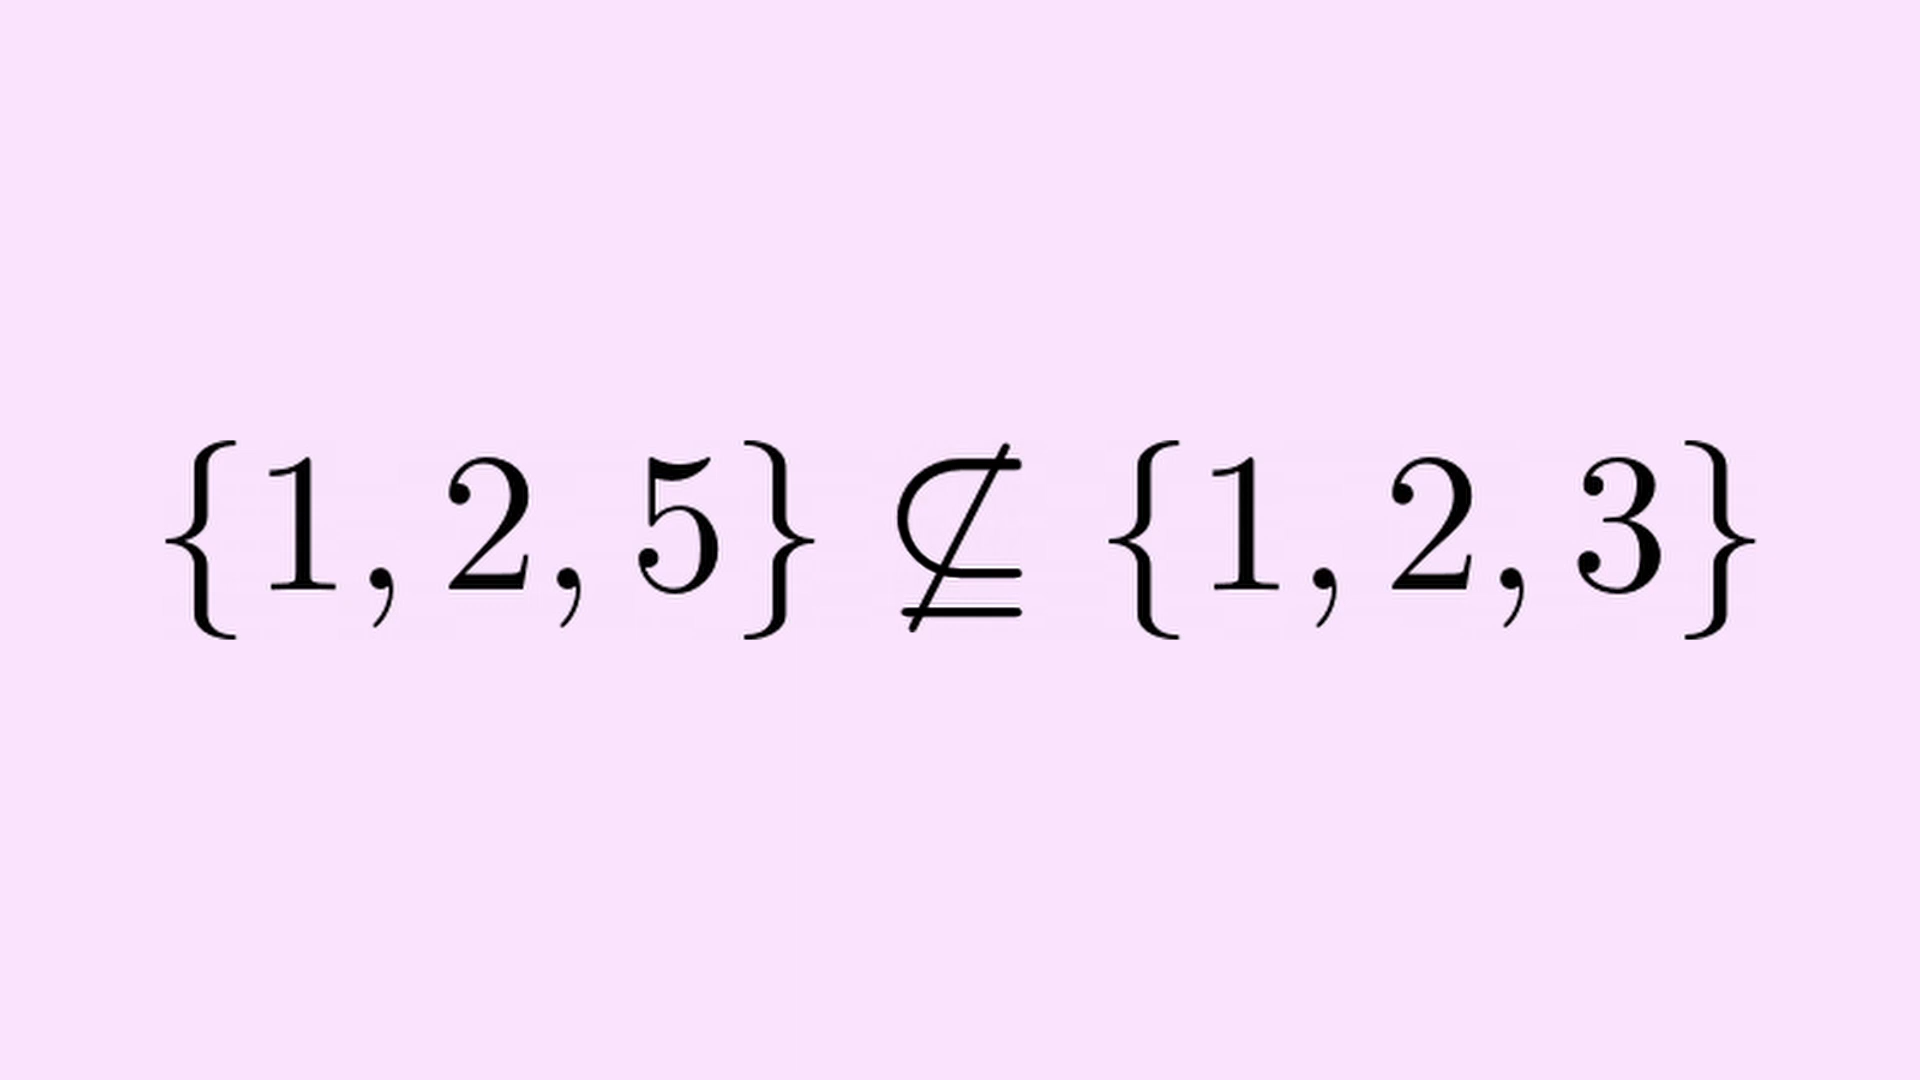 {1, 2, 5} ⊈ {1, 2, 3}